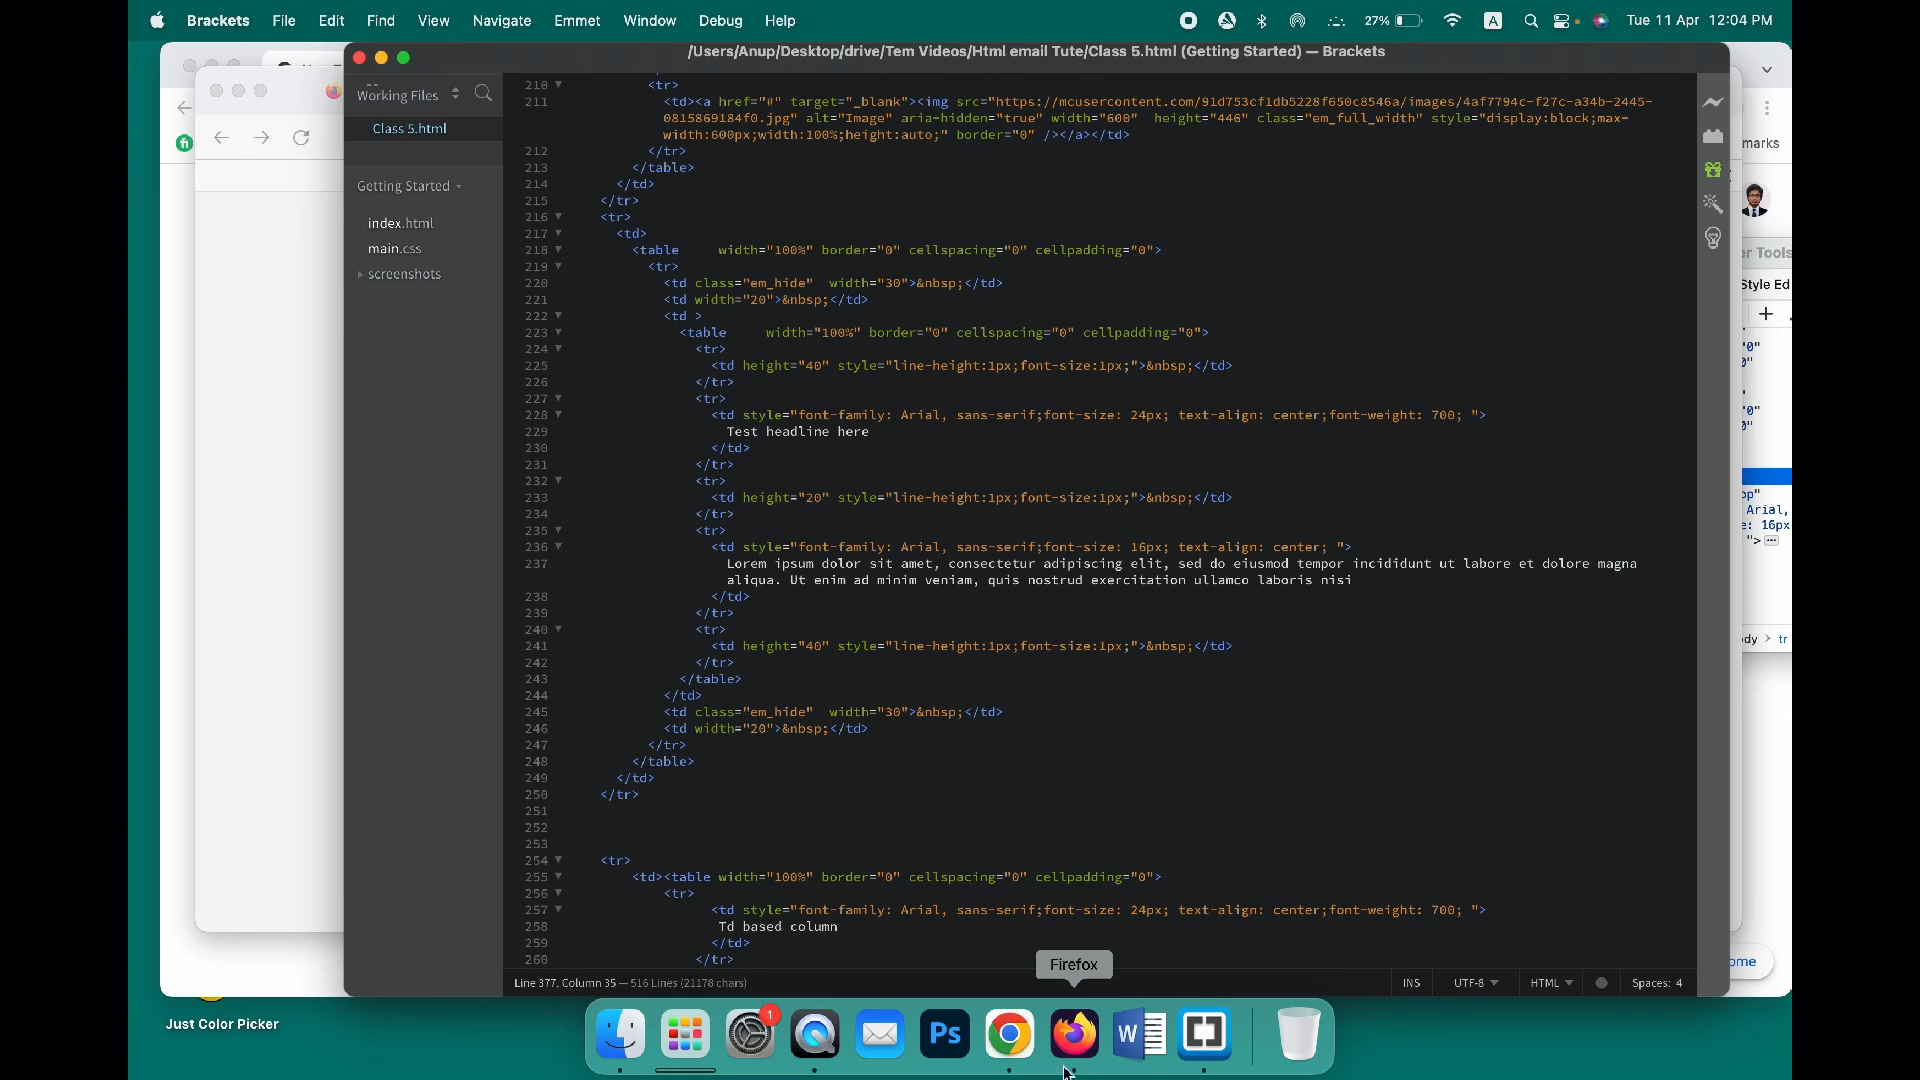 Brackets File Edit Find View Navigate Emmet Window Debug Help 27% A Tue 11 Apr 12:04 PM
/Users/Anup/Desktop/drive/Tem Videos/Html email Tute/Class 5.html (Getting Started) — Brackets
Working Files
Class 5.html
Getting Started
index.html
main.css
screenshots
210 <tr>
211 <td><a href="#" target="_blank"><img src="https://mcusercontent.com/91d753cf1db5228f650c8546a/images/4af7794c-f27c-a34b-2445-
0815869184f0.jpg" alt="Image" aria-hidden="true" width="600" height="446" class="em_full_width" style="display:block;max-
width:600px;width:100%;height:auto;" border="0" /></a></td>
212 </tr>
213 </table>
214 </td>
215 </tr>
216 <tr>
217 <td>
218 <table width="100%" border="0" cellspacing="0" cellpadding="0">
219 <tr>
220 <td class="em_hide" width="30">&nbsp;</td>
221 <td width="20">&nbsp;</td>
222 <td >
223 <table width="100%" border="0" cellspacing="0" cellpadding="0">
224 <tr>
225 <td height="40" style="line-height:1px;font-size:1px;">&nbsp;</td>
226 </tr>
227 <tr>
228 <td style="font-family: Arial, sans-serif;font-size: 24px; text-align: center;font-weight: 700; ">
229 Test headline here
230 </td>
231 </tr>
232 <tr>
233 <td height="20" style="line-height:1px;font-size:1px;">&nbsp;</td>
234 </tr>
235 <tr>
236 <td style="font-family: Arial, sans-serif;font-size: 16px; text-align: center; ">
237 Lorem ipsum dolor sit amet, consectetur adipiscing elit, sed do eiusmod tempor incididunt ut labore et dolore magna
aliqua. Ut enim ad minim veniam, quis nostrud exercitation ullamco laboris nisi
238 </td>
239 </tr>
240 <tr>
241 <td height="40" style="line-height:1px;font-size:1px;">&nbsp;</td>
242 </tr>
243 </table>
244 </td>
245 <td class="em_hide" width="30">&nbsp;</td>
246 <td width="20">&nbsp;</td>
247 </tr>
248 </table>
249 </td>
250 </tr>
251
252
253
254 <tr>
255 <td><table width="100%" border="0" cellspacing="0" cellpadding="0">
256 <tr>
257 <td style="font-family: Arial, sans-serif;font-size: 24px; text-align: center;font-weight: 700; ">
258 Td based column
259 </td>
260 </tr>
Line 377, Column 35 — 516 Lines (21178 chars) INS UTF-8 HTML Spaces: 4
marks
er Tools
Style Ed
"0"
"0"
"0"
op"
Arial,
e: 16px
">
dy > tr
ome
Firefox
Just Color Picker
1
Ps
W